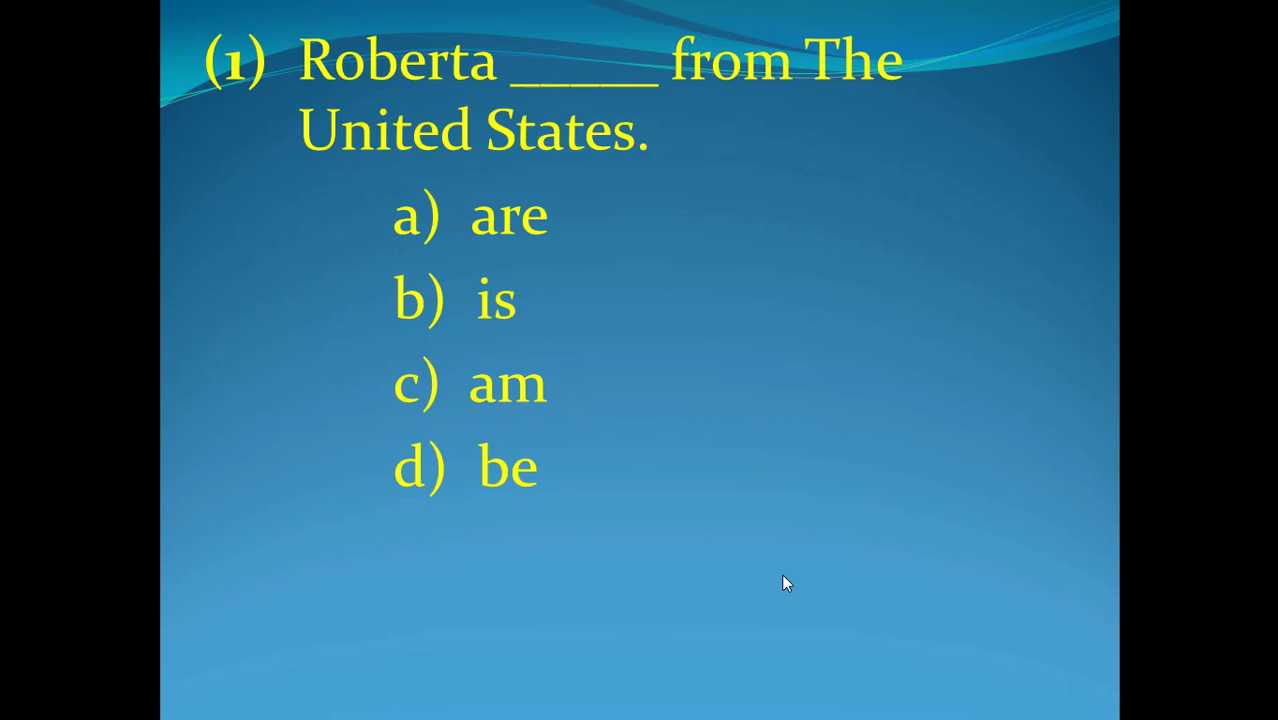 (1) Roberta _____ from The
United States.
a) are
b) is
c) am
d) be